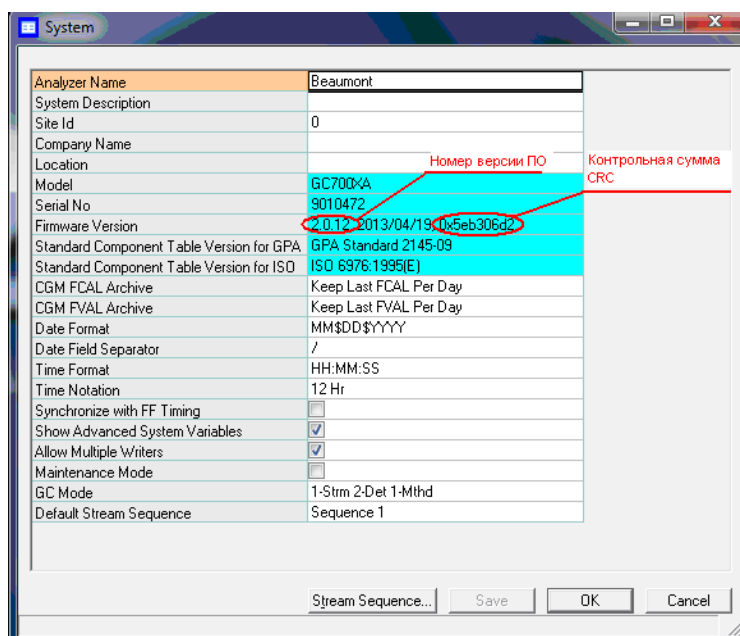 System
Analyzer Name Beaumont
System Description
Site Id 0
Company Name
Location
Номер версии ПО
Контрольная сумма
CRC
Model GC700XA
Serial No 9010472
Firmware Version 2.0.12, 2013/04/19, 0x5eb306d2
Standard Component Table Version for GPA GPA Standard 2145-09
Standard Component Table Version for ISO ISO 6976:1995(E)
CGM FCAL Archive Keep Last FCAL Per Day
CGM FVAL Archive Keep Last FVAL Per Day
Date Format MM$DD$YYYY
Date Field Separator /
Time Format HH:MM:SS
Time Notation 12 Hr
Synchronize with FF Timing
Show Advanced System Variables
Allow Multiple Writers
Maintenance Mode
GC Mode 1-Strm 2-Det 1-Mthd
Default Stream Sequence Sequence 1
Stream Sequence... Save OK Cancel